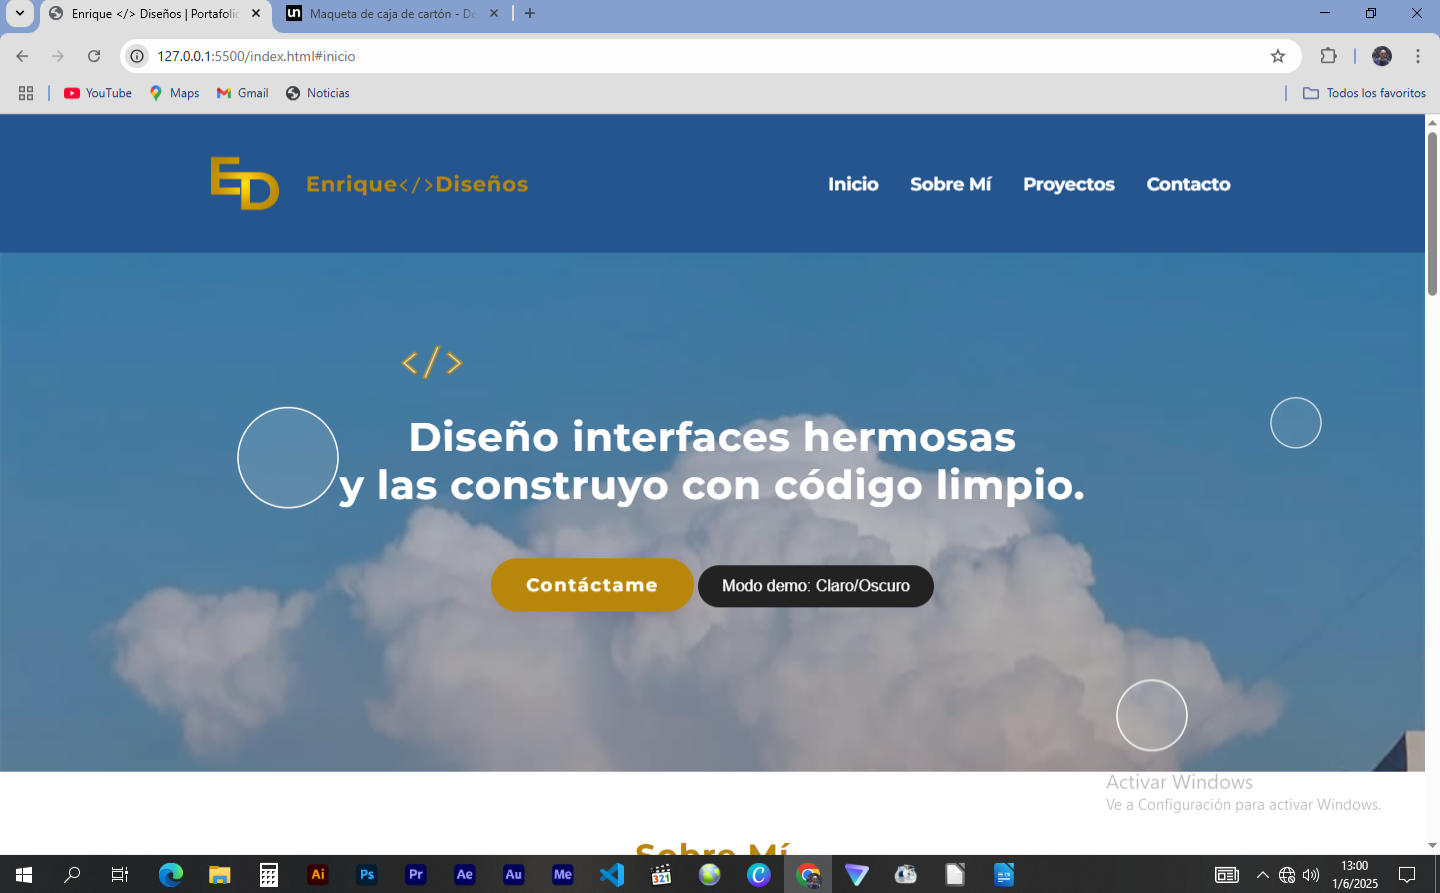 Enrique </> Diseños | Portafolio
Maqueta de caja de cartón - De
127.0.0.1:5500/index.html#inicio
YouTube
Maps
Gmail
Noticias
Todos los favoritos
ED
Enrique</>Diseños
Inicio
Sobre Mí
Proyectos
Contacto
</>
Diseño interfaces hermosas
y las construyo con código limpio.
Contáctame
Modo demo: Claro/Oscuro
Activar Windows
Ve a Configuración para activar Windows.
Sobre Mí
Ai
Ps
Pr
Ae
Au
Me
321
13:00
1/6/2025